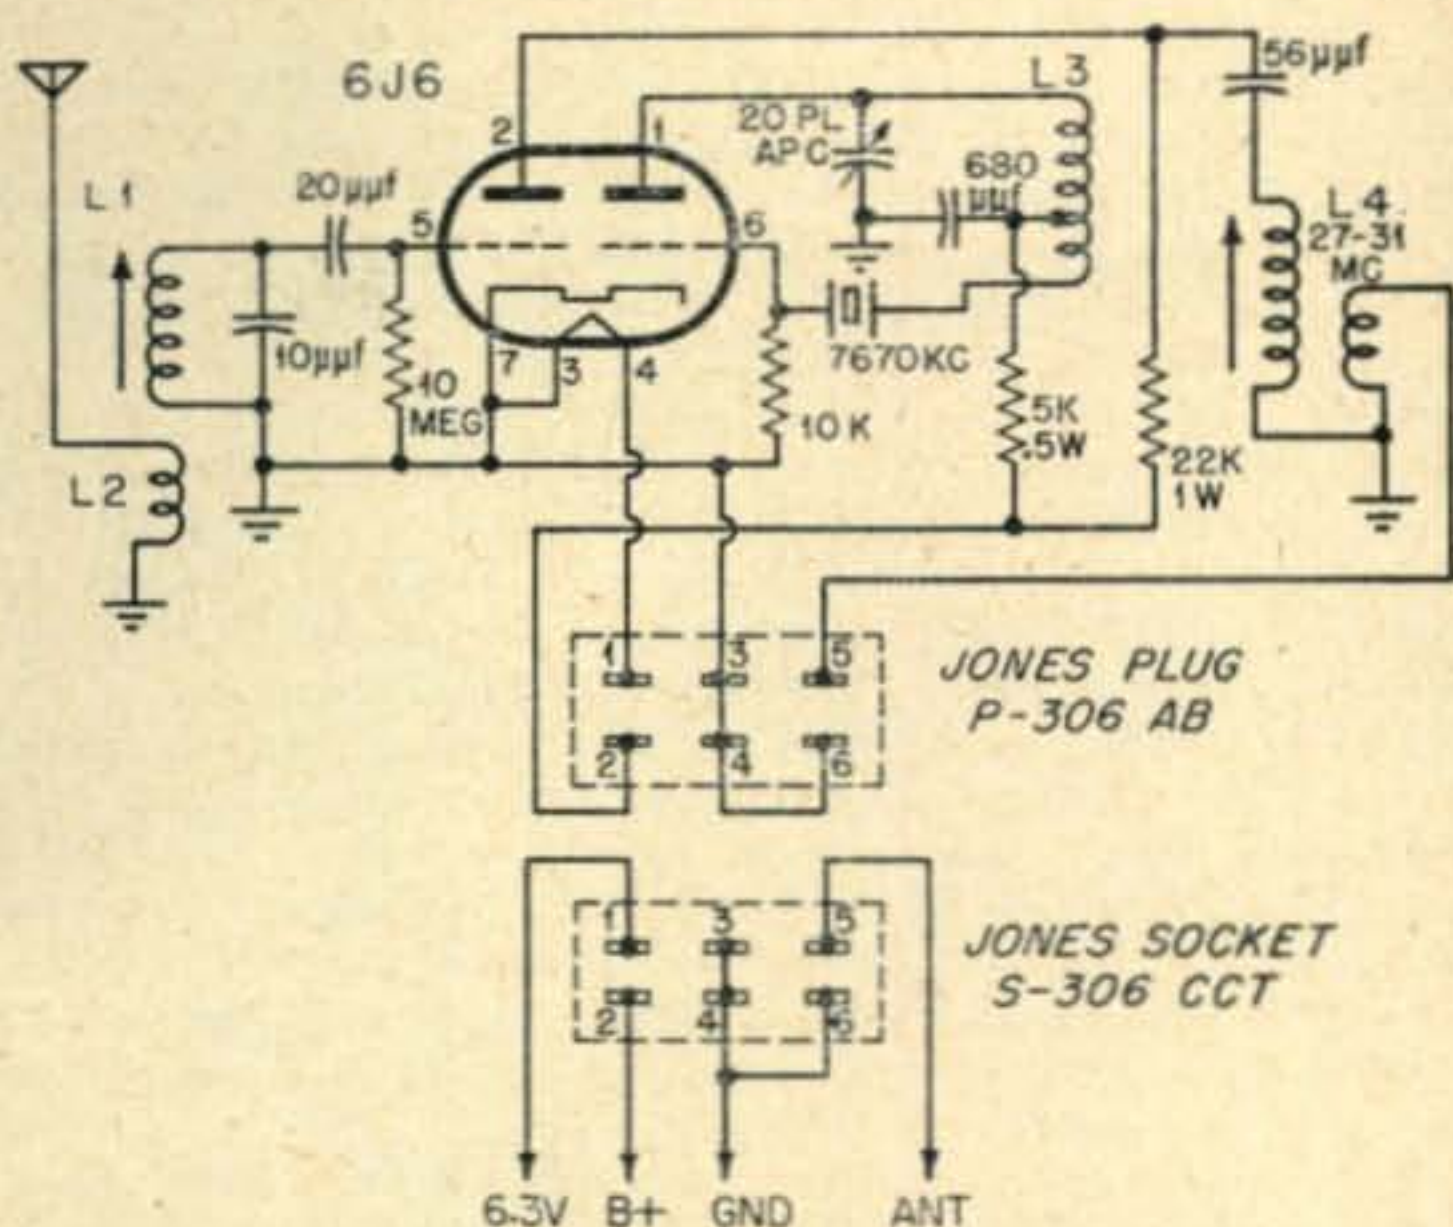 6J6
L3
56µµf
2
1
20 PL
APC
680
µµf
L1
20µµf
5
6
L4
27-31
MC
10µµf
7
3
4
7670KC
10
MEG
10K
5K
.5W
22K
1W
L2
1
3
5
JONES PLUG
P-306 AB
2
4
6
1
3
5
JONES SOCKET
S-306 CCT
2
4
6
6.3V
B+
GND
ANT